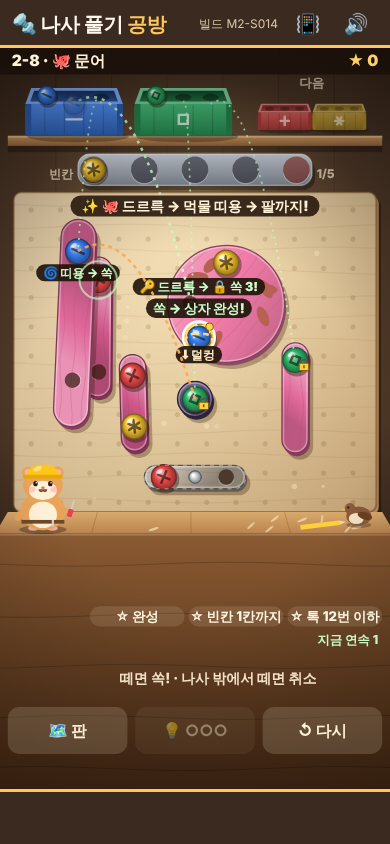 🔩 나사 풀기 공방
빌드 M2-S014
2-8 · 🐙 문어
★ 0
다음
빈칸
1/5
✨ 🐙 드르륵 → 먹물 띠용 → 팔까지!
🌀 띠용 → 쏙
🔑 드르륵 → 🔒 쏙 3!
쏙 → 상자 완성!
⬇ 덜컹
☆ 완성
☆ 빈칸 1칸까지
☆ 톡 12번 이하
지금 연속 1
떼면 쏙! · 나사 밖에서 떼면 취소
🗺️ 판
💡 ○○○
↺ 다시